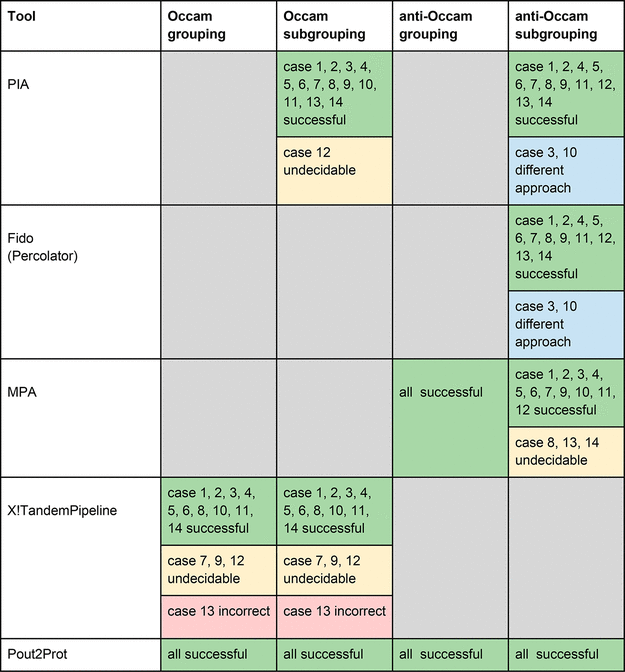 Tool
Occam
grouping
Occam
subgrouping
anti-Occam
grouping
anti-Occam
subgrouping
PIA
case 1, 2, 3, 4,
5, 6, 7, 8, 9, 10,
11, 13, 14
successful
case 12
undecidable
case 1, 2, 4, 5,
6, 7, 8, 9, 11, 12,
13, 14
successful
case 3, 10
different
approach
Fido
(Percolator)
case 1, 2, 4, 5,
6, 7, 8, 9, 11, 12,
13, 14
successful
case 3, 10
different
approach
MPA
all successful
case 1, 2, 3, 4,
5, 6, 7, 9, 10, 11,
12 successful
case 8, 13, 14
undecidable
X!TandemPipeline
case 1, 2, 3, 4,
5, 6, 8, 10, 11,
14 successful
case 7, 9, 12
undecidable
case 13 incorrect
case 1, 2, 3, 4,
5, 6, 8, 10, 11,
14 successful
case 7, 9, 12
undecidable
case 13 incorrect
Pout2Prot
all successful
all successful
all successful
all successful